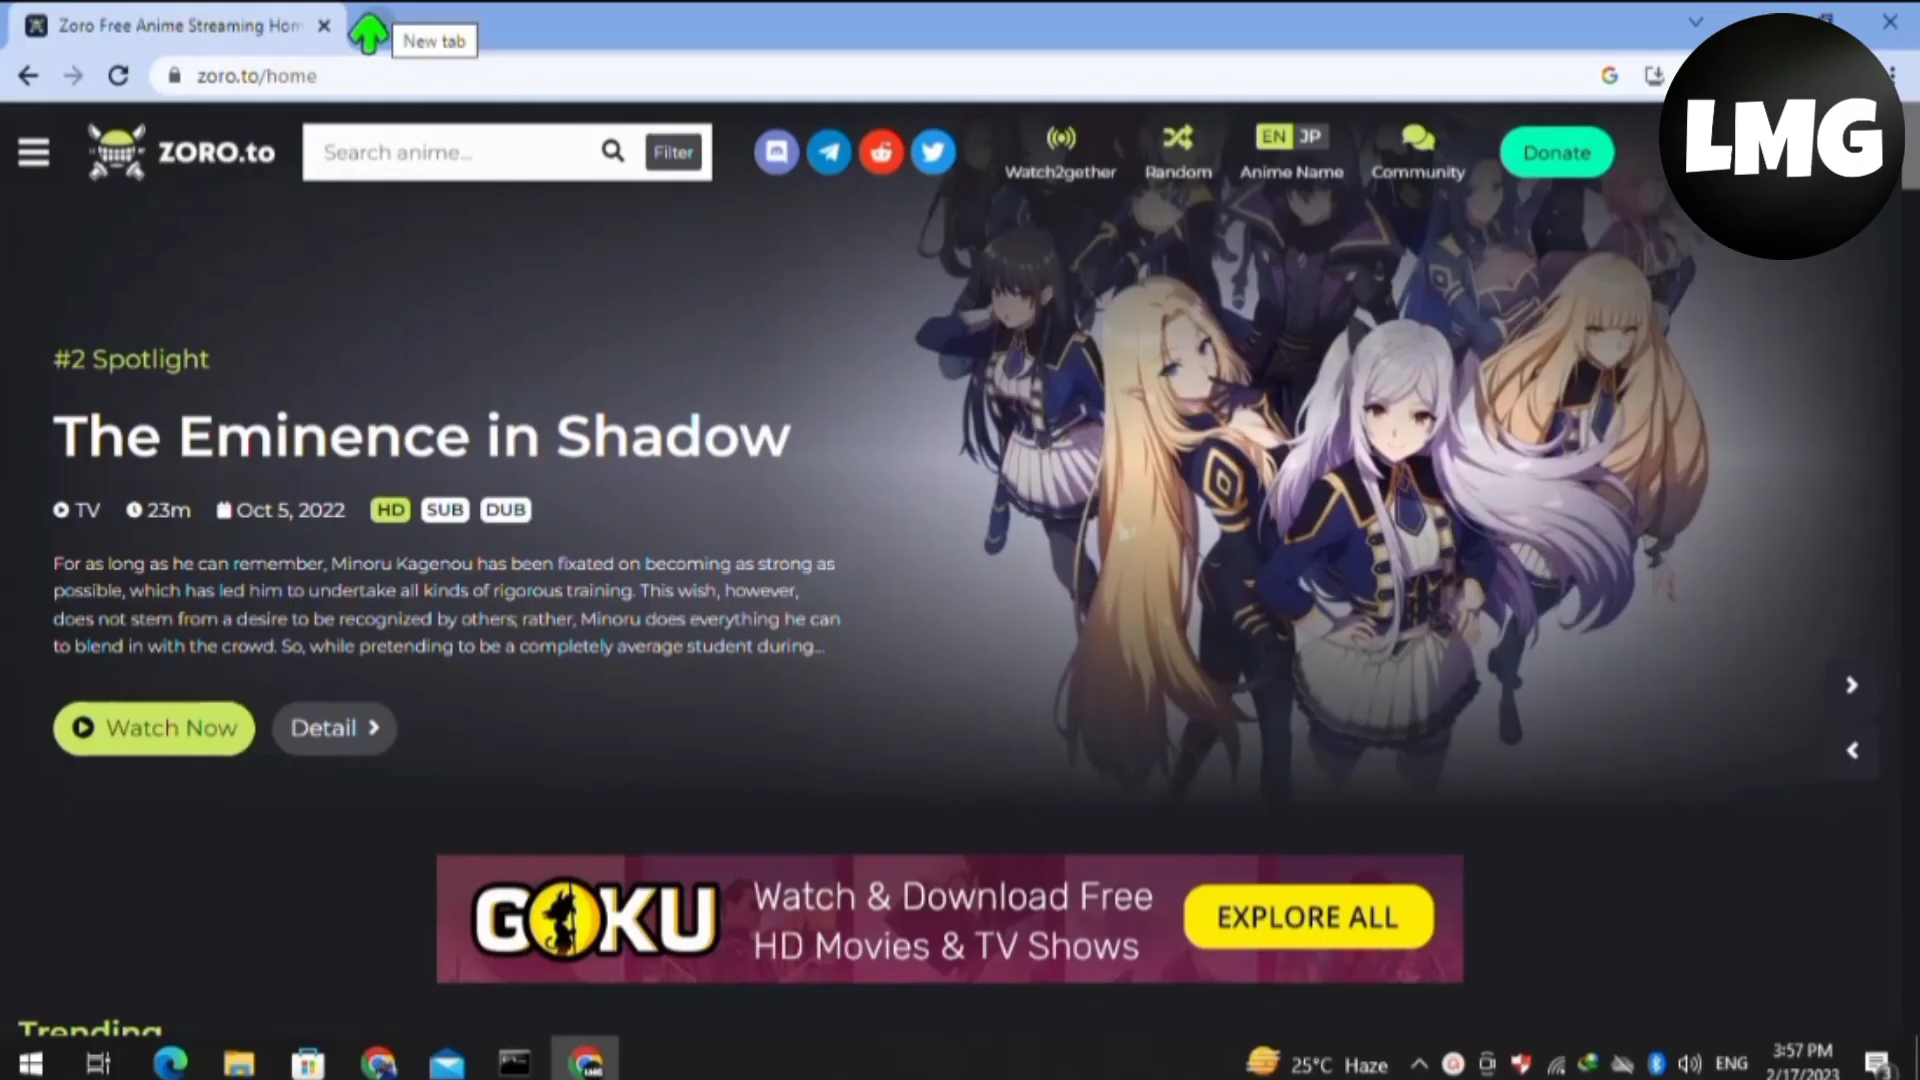 Zoro Free Anime Streaming Hom
New tab
zoro.to/home
LMG
ZORO.to
Search anime...
Filter
Watch2gether
Random
EN JP
Anime Name
Community
Donate
#2 Spotlight
The Eminence in Shadow
TV 23m Oct 5, 2022 HD SUB DUB
For as long as he can remember, Minoru Kagenou has been fixated on becoming as strong as
possible, which has led him to undertake all kinds of rigorous training. This wish, however,
does not stem from a desire to be recognized by others; rather, Minoru does everything he can
to blend in with the crowd. So, while pretending to be a completely average student during...
Watch Now
Detail
GOKU
Watch & Download Free
HD Movies & TV Shows
EXPLORE ALL
Trending
25°C Haze
ENG
3:57 PM
2/17/2023